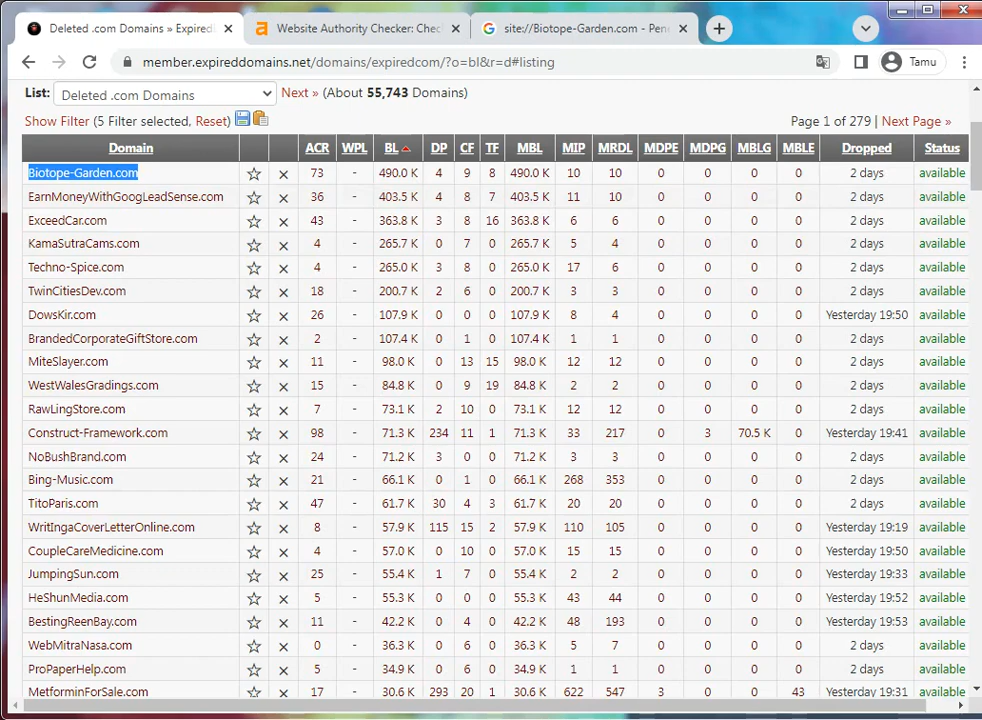 Deleted .com Domains » Expired Website Authority Checker: Chec site://Biotope-Garden.com - Pen
member.expireddomains.net/domains/expiredcom/?o=bl&r=d#listing Tamu
List: Deleted .com Domains Next » (About 55,743 Domains)
Show Filter (5 Filter selected, Reset) Page 1 of 279 | Next Page »
Domain ACR WPL BL DP CF TF MBL MIP MRDL MDPE MDPG MBLG MBLE Dropped Status
Biotope-Garden.com 73 - 490.0 K 4 9 8 490.0 K 10 10 0 0 0 0 2 days available
EarnMoneyWithGoogLeadSense.com 36 - 403.5 K 4 8 7 403.5 K 11 10 0 0 0 0 2 days available
ExceedCar.com 43 - 363.8 K 3 8 16 363.8 K 6 6 0 0 0 0 2 days available
KamaSutraCams.com 4 - 265.7 K 0 7 0 265.7 K 5 4 0 0 0 0 2 days available
Techno-Spice.com 4 - 265.0 K 3 8 0 265.0 K 17 6 0 0 0 0 2 days available
TwinCitiesDev.com 18 - 200.7 K 2 6 0 200.7 K 3 3 0 0 0 0 2 days available
DowsKir.com 26 - 107.9 K 0 0 0 107.9 K 8 4 0 0 0 0 Yesterday 19:50 available
BrandedCorporateGiftStore.com 2 - 107.4 K 0 1 0 107.4 K 1 1 0 0 0 0 2 days available
MiteSlayer.com 11 - 98.0 K 0 13 15 98.0 K 12 12 0 0 0 0 2 days available
WestWalesGradings.com 15 - 84.8 K 0 9 19 84.8 K 2 2 0 0 0 0 2 days available
RawLingStore.com 7 - 73.1 K 2 10 0 73.1 K 12 12 0 0 0 0 2 days available
Construct-Framework.com 98 - 71.3 K 234 11 1 71.3 K 33 217 0 3 70.5 K 0 Yesterday 19:41 available
NoBushBrand.com 24 - 71.2 K 3 0 0 71.2 K 3 3 0 0 0 0 2 days available
Bing-Music.com 21 - 66.1 K 0 1 0 66.1 K 268 353 0 0 0 0 2 days available
TitoParis.com 47 - 61.7 K 30 4 3 61.7 K 20 20 0 0 0 0 2 days available
WritIngaCoverLetterOnline.com 8 - 57.9 K 115 15 2 57.9 K 110 105 0 0 0 0 Yesterday 19:19 available
CoupleCareMedicine.com 4 - 57.0 K 0 10 0 57.0 K 15 15 0 0 0 0 Yesterday 19:50 available
JumpingSun.com 25 - 55.4 K 1 7 0 55.4 K 2 2 0 0 0 0 Yesterday 19:33 available
HeShunMedia.com 5 - 55.3 K 0 0 0 55.3 K 43 44 0 0 0 0 Yesterday 19:52 available
BestingReenBay.com 11 - 42.2 K 0 4 0 42.2 K 48 193 0 0 0 0 Yesterday 19:53 available
WebMitraNasa.com 0 - 36.3 K 0 6 0 36.3 K 5 7 0 0 0 0 2 days available
ProPaperHelp.com 5 - 34.9 K 0 6 0 34.9 K 1 1 0 0 0 0 2 days available
MetforminForSale.com 17 - 30.6 K 293 20 1 30.6 K 622 547 3 0 0 43 Yesterday 19:31 available